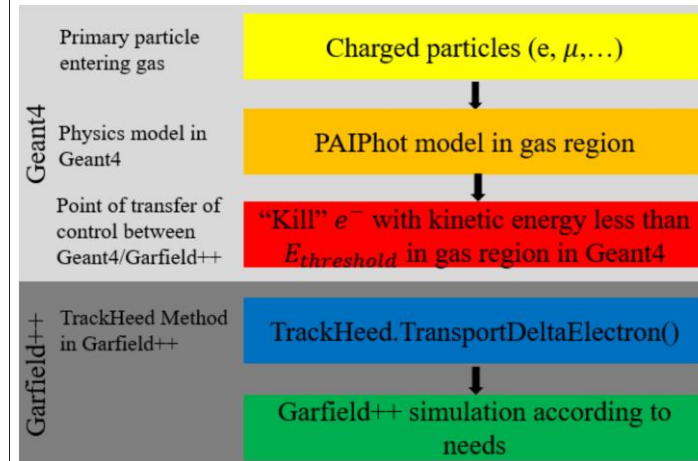 Geant4
Primary particle
entering gas
Charged particles (e, μ,…)
Physics model in
Geant4
PAIPhot model in gas region
Point of transfer of
control between
Geant4/Garfield++
“Kill” e⁻ with kinetic energy less than
E_threshold in gas region in Geant4
Garfield++
TrackHeed Method
in Garfield++
TrackHeed.TransportDeltaElectron()
Garfield++ simulation according to
needs